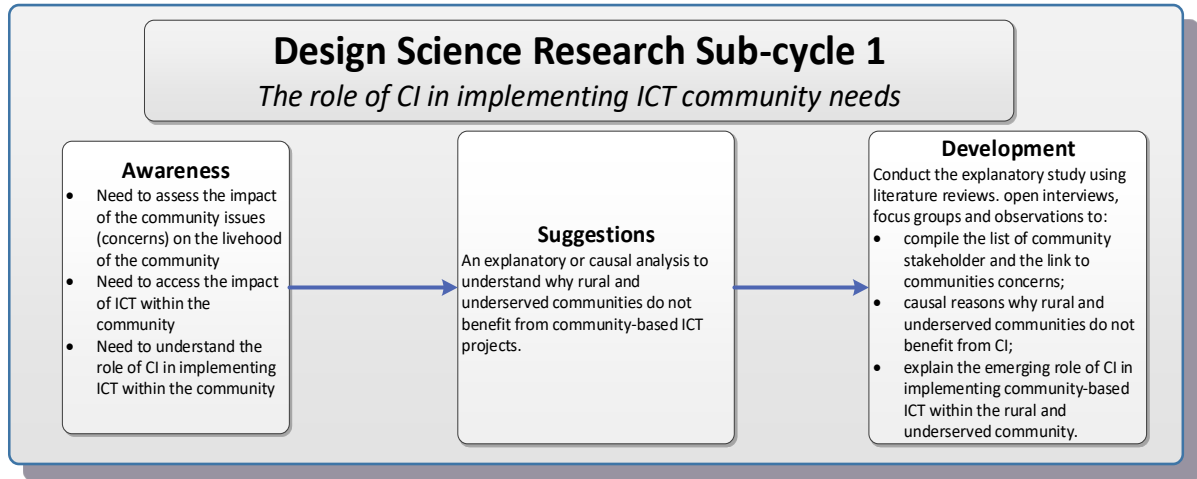 Design Science Research Sub-cycle 1
The role of CI in implementing ICT community needs
Awareness
• Need to assess the impact
of the community issues
(concerns) on the livehood
of the community
• Need to access the impact
of ICT within the
community
• Need to understand the
role of CI in implementing
ICT within the community
Suggestions
An explanatory or causal analysis to
understand why rural and
underserved communities do not
benefit from community-based ICT
projects.
Development
Conduct the explanatory study using
literature reviews. open interviews,
focus groups and observations to:
• compile the list of community
stakeholder and the link to
communities concerns;
• causal reasons why rural and
underserved communities do not
benefit from CI;
• explain the emerging role of CI in
implementing community-based
ICT within the rural and
underserved community.